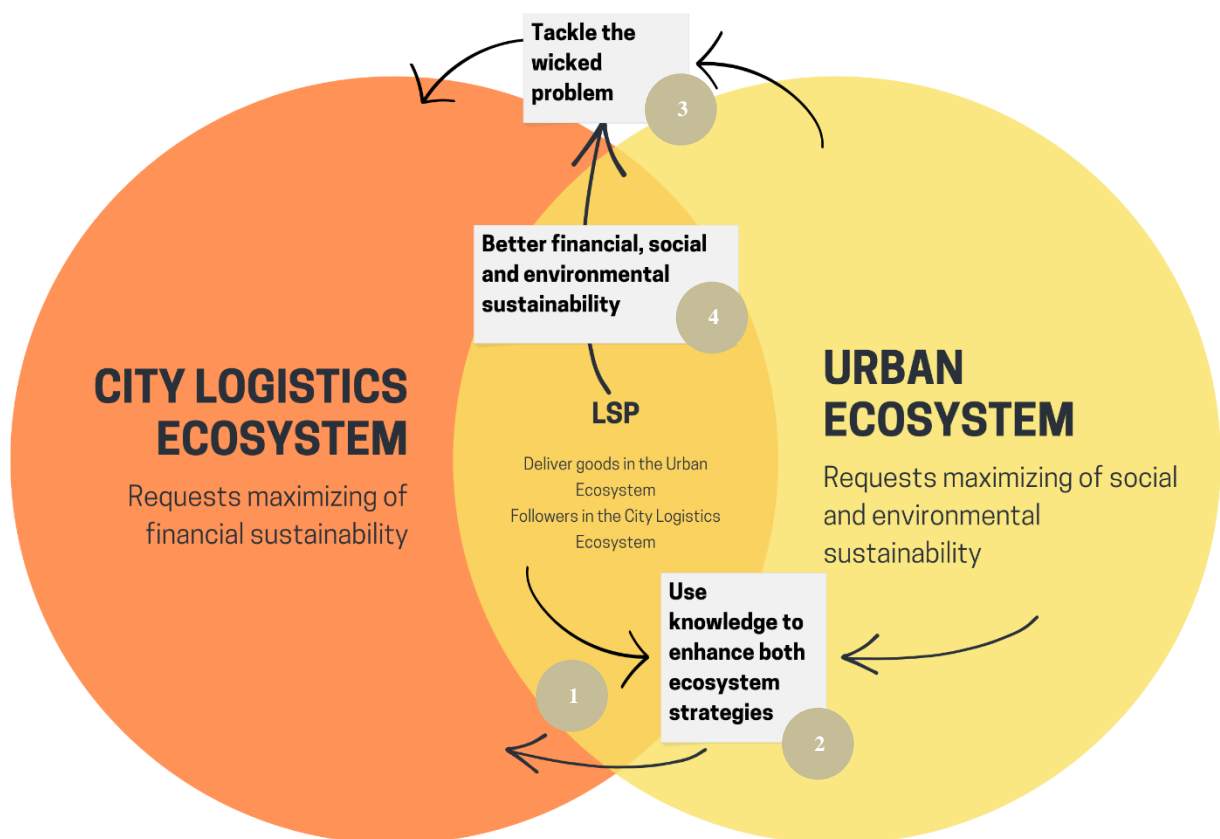 Tackle the
wicked
problem
3
Better financial, social
and environmental
sustainability
4
CITY LOGISTICS
ECOSYSTEM
Requests maximizing of
financial sustainability
LSP
Deliver goods in the Urban
Ecosystem
Followers in the City Logistics
Ecosystem
URBAN
ECOSYSTEM
Requests maximizing of social
and environmental
sustainability
1
Use
knowledge to
enhance both
ecosystem
strategies
2